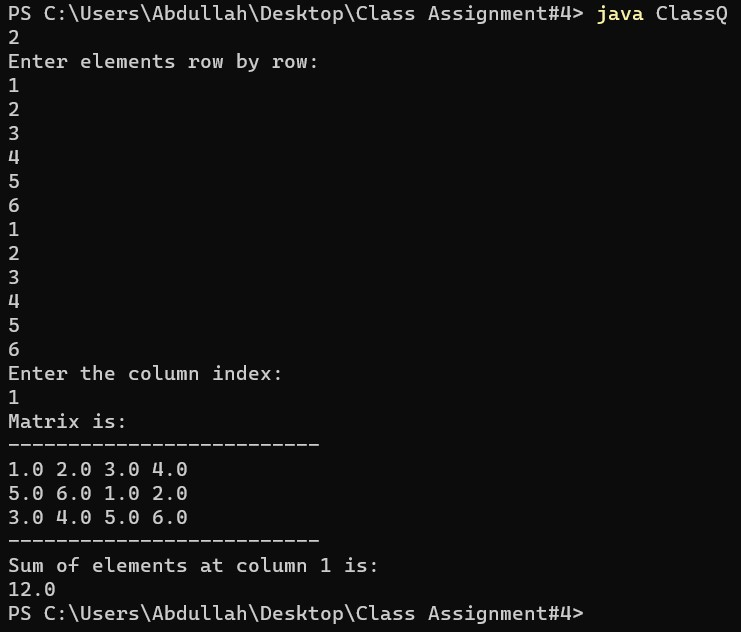 PS C:\Users\Abdullah\Desktop\Class Assignment#4> java ClassQ
2
Enter elements row by row:
1
2
3
4
5
6
1
2
3
4
5
6
Enter the column index:
1
Matrix is:
--------------------------
1.0 2.0 3.0 4.0
5.0 6.0 1.0 2.0
3.0 4.0 5.0 6.0
--------------------------
Sum of elements at column 1 is:
12.0
PS C:\Users\Abdullah\Desktop\Class Assignment#4>